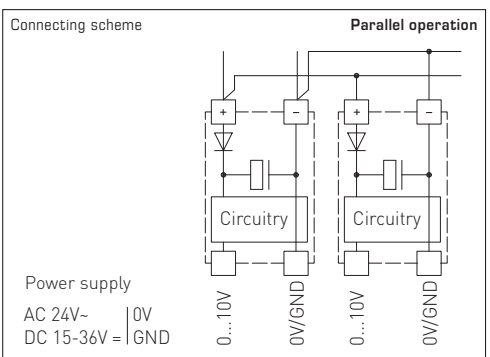 Connecting scheme
Parallel operation
+ − + −
Circuitry Circuitry
0...10V 0V/GND 0...10V 0V/GND
Power supply
AC 24V~ 0V
DC 15-36V = GND